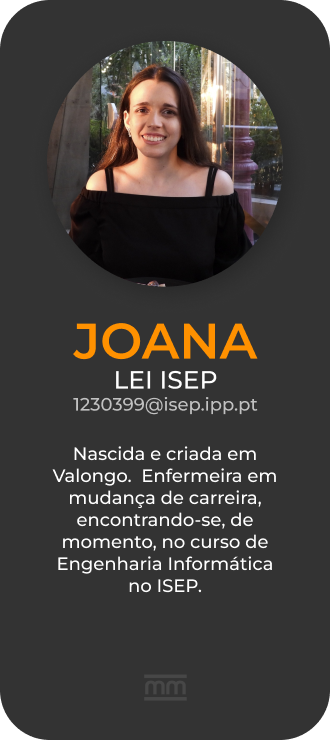 JOANA
LEI ISEP
1230399@isep.ipp.pt
Nascida e criada em
Valongo.  Enfermeira em
mudança de carreira,
encontrando-se, de
momento, no curso de
Engenharia Informática
no ISEP.
mm